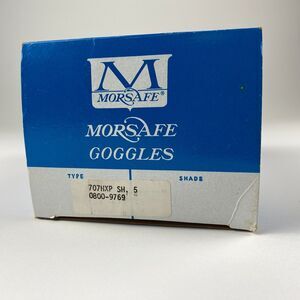 M
MORSAFE®
MORSAFE
GOGGLES
TYPE SHADE
707HXP SH, 5
0800-9769